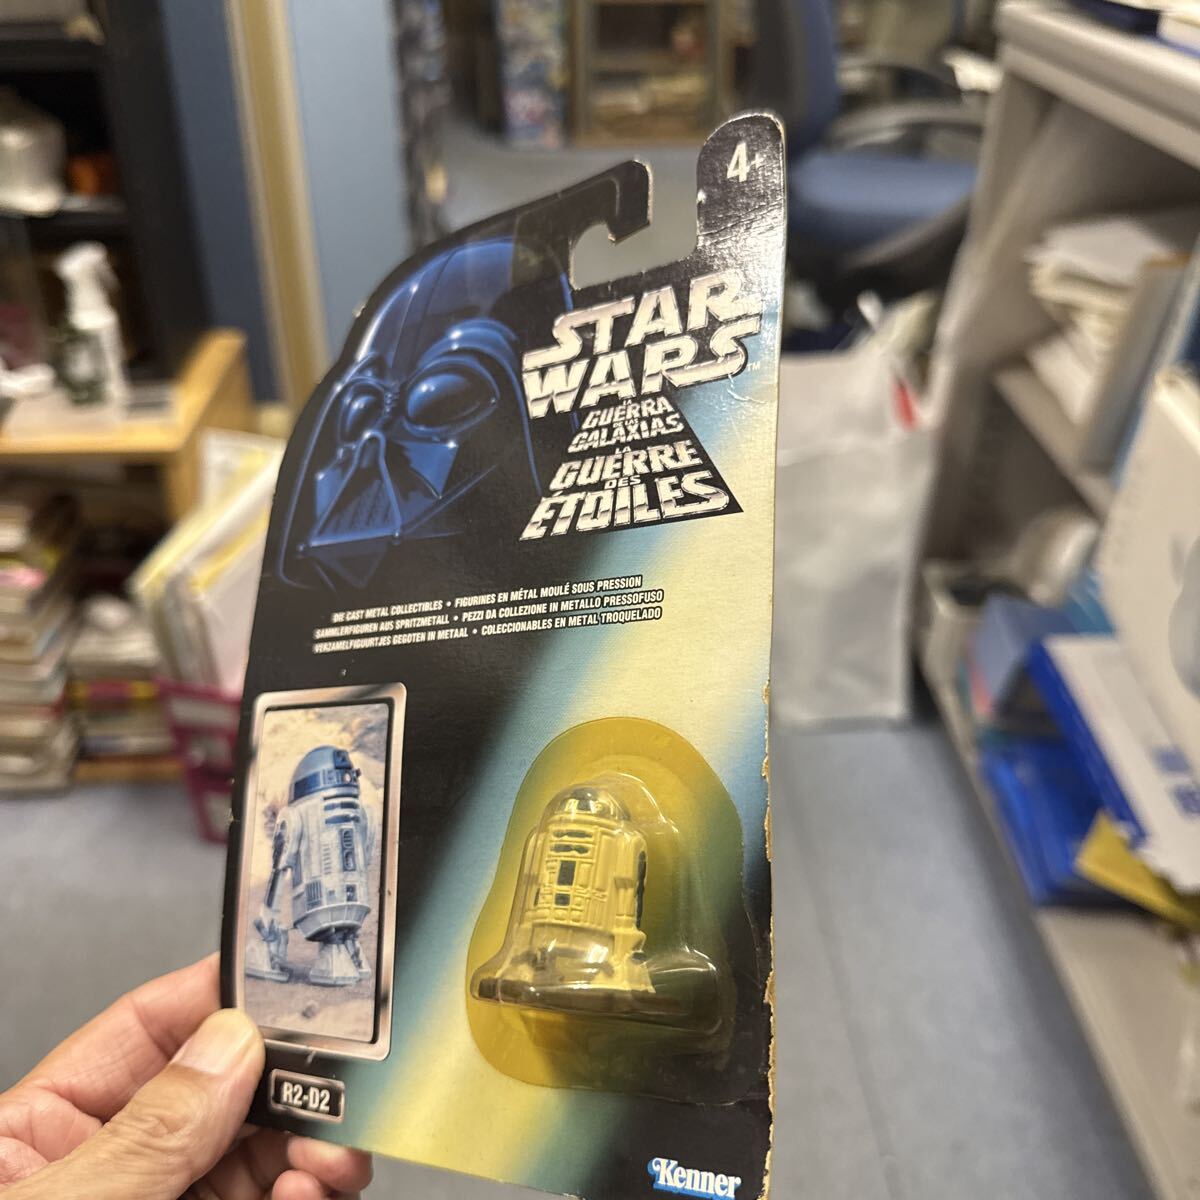 4+
STAR
WARS™
LA
GUERRA
DE LAS
GALAXIAS
LA
GUERRE
DES
ÉTOILES
DIE CAST METAL COLLECTIBLES • FIGURINES EN MÉTAL MOULÉ SOUS PRESSION
SAMMLERFIGUREN AUS SPRITZMETALL • PEZZI DA COLLEZIONE IN METALLO PRESSOFUSO
VERZAMELFIGUURTJES GEGOTEN IN METAAL • COLECCIONABLES EN METAL TROQUELADO
R2-D2
Kenner